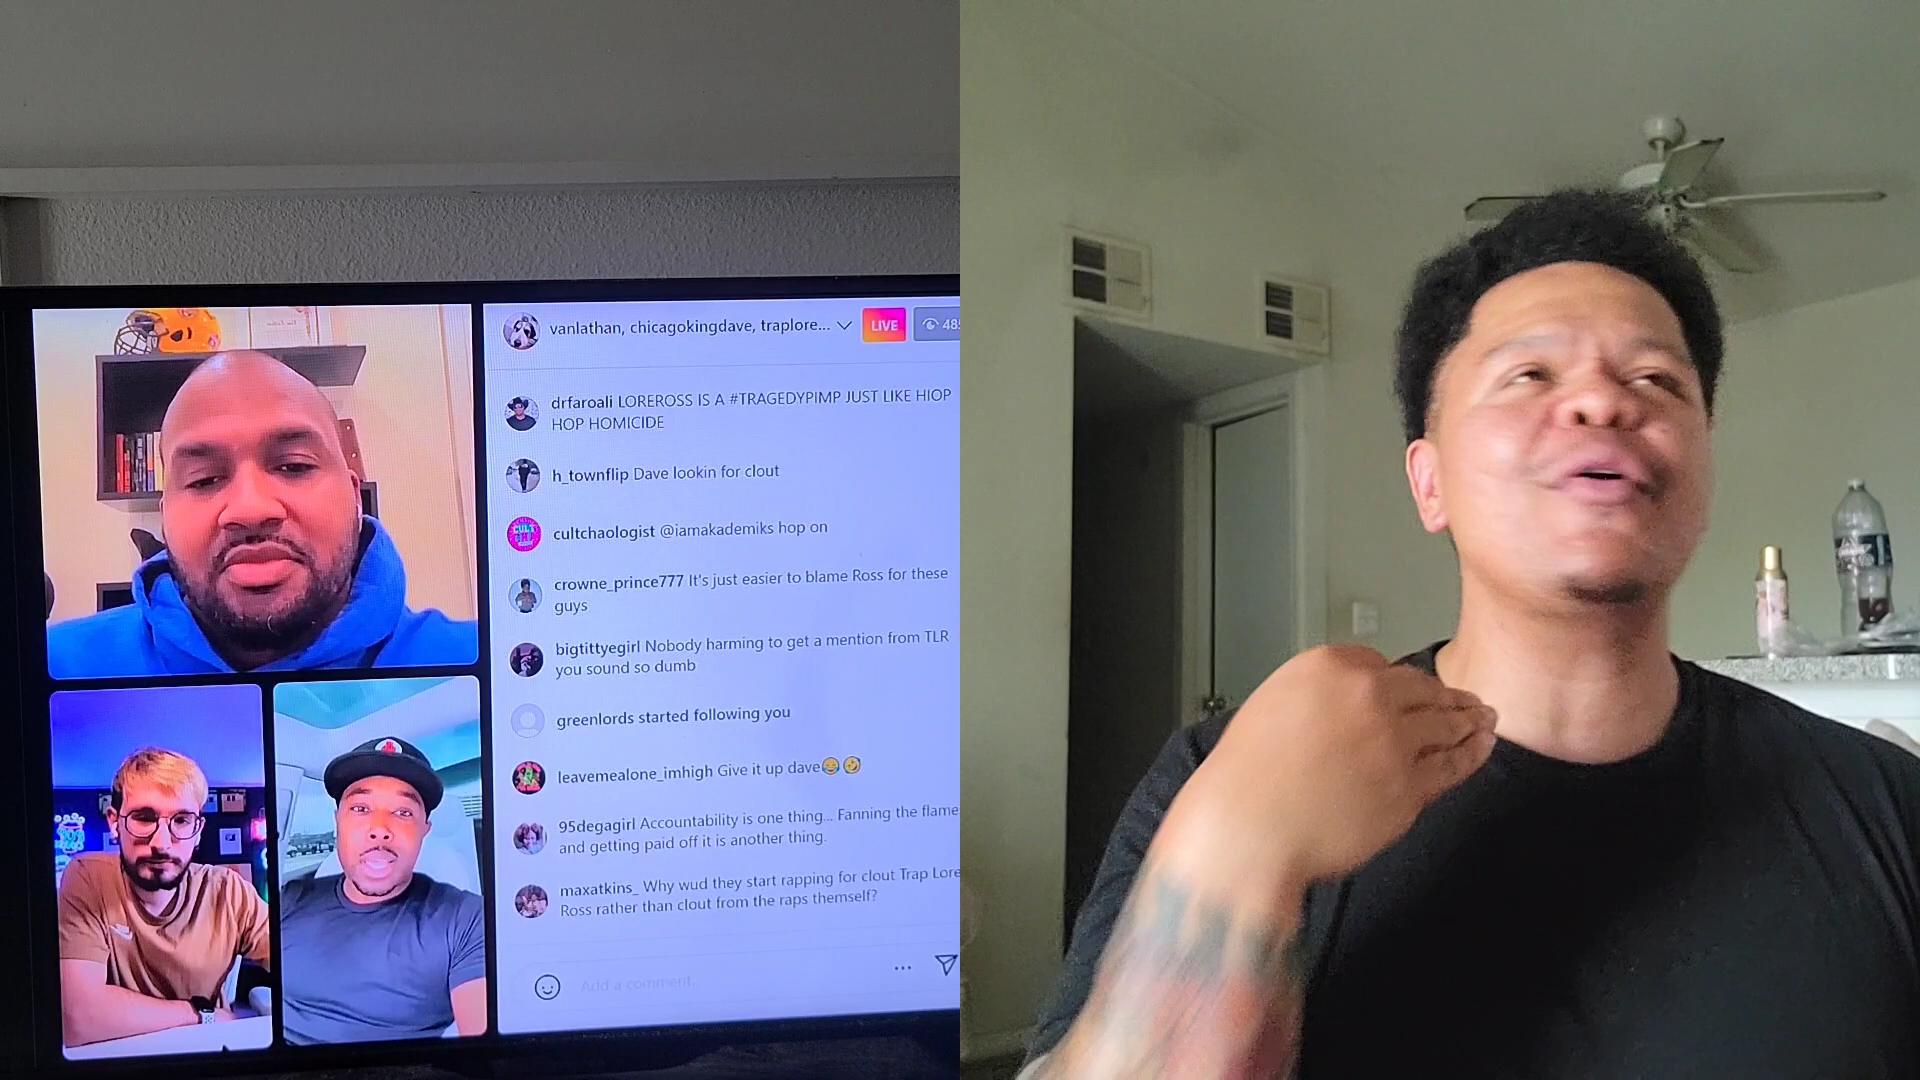 vanlathan, chicagokingdave, traplore...
LIVE
48
drfaroali LOREROSS IS A #TRAGEDYPIMP JUST LIKE HIOP
HOP HOMICIDE
h_townflip Dave lookin for clout
cultchaologist @iamakademiks hop on
crowne_prince777 It's just easier to blame Ross for these
guys
bigtittyegirl Nobody harming to get a mention from TLR
you sound so dumb
greenlords started following you
leavemealone_imhigh Give it up dave😂🤣
95degagirl Accountability is one thing... Fanning the flame
and getting paid off it is another thing.
maxatkins_ Why wud they start rapping for clout Trap Lore
Ross rather than clout from the raps themself?
Add a comment...